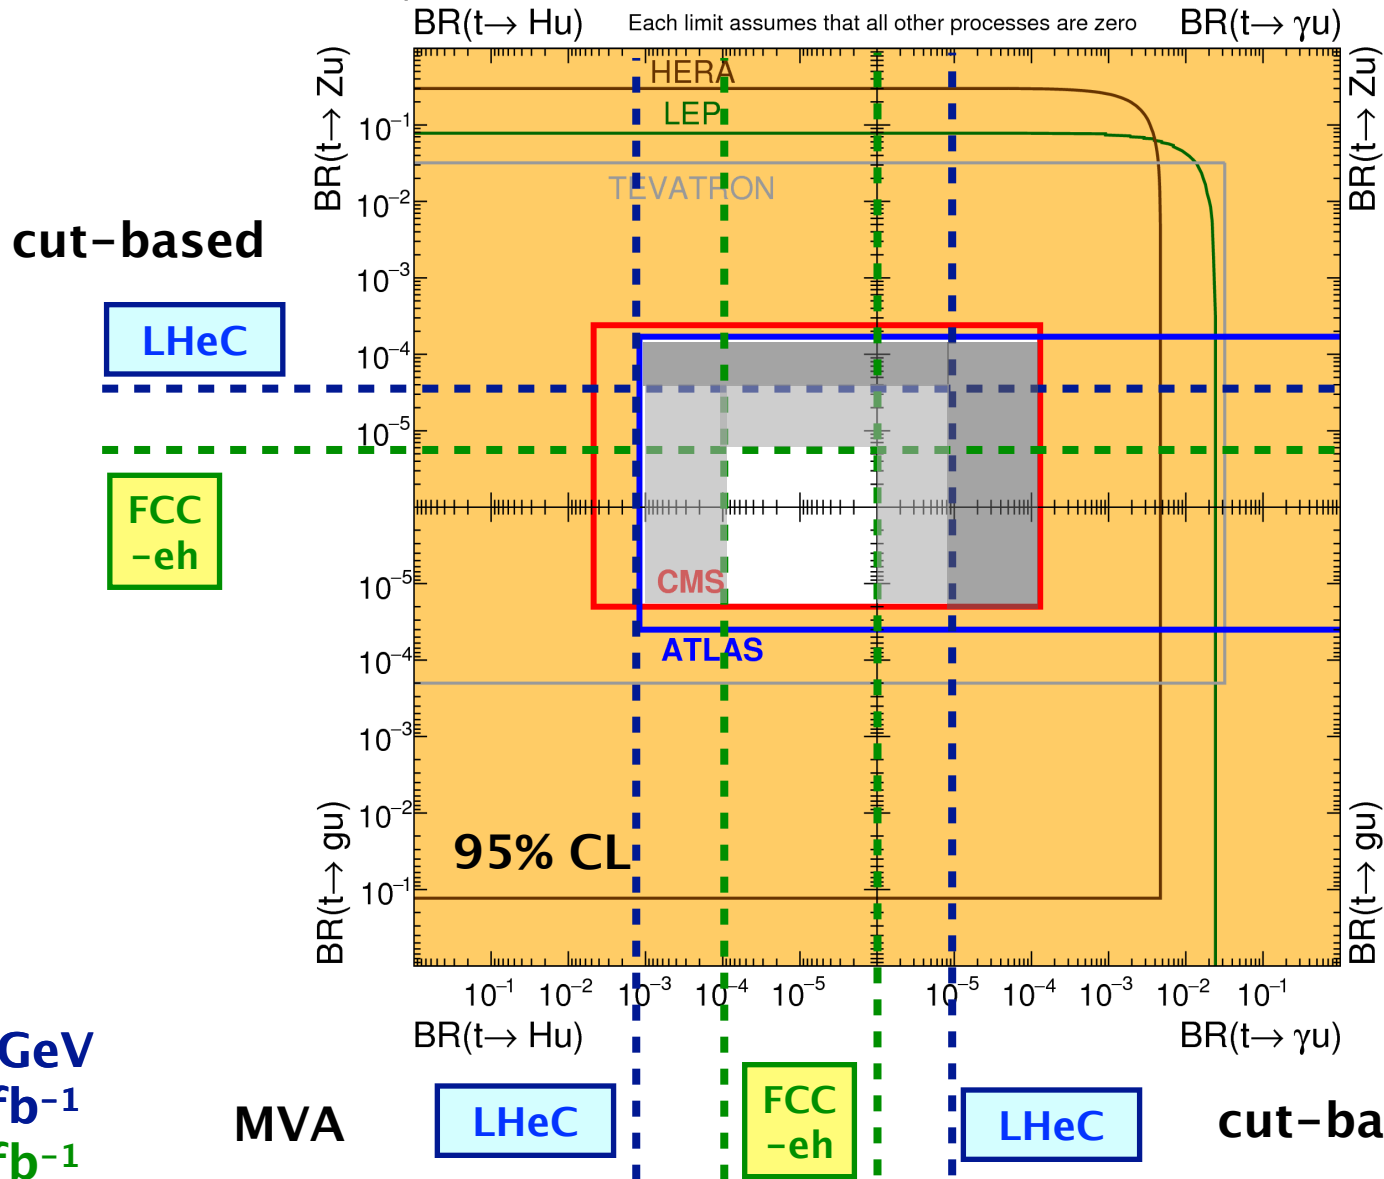 BR(t→ Hu)
Each limit assumes that all other processes are zero
BR(t→ γu)
BR(t→ Zu)
BR(t→ Zu)
HERA
LEP
TEVATRON
10⁻¹
10⁻²
10⁻³
10⁻⁴
10⁻⁵
10⁻⁵
10⁻⁴
10⁻³
10⁻²
10⁻¹
cut-based
LHeC
FCC
-eh
CMS
ATLAS
95% CL
BR(t→ gu)
BR(t→ gu)
10⁻¹ 10⁻² 10⁻³ 10⁻⁴ 10⁻⁵ 10⁻⁵ 10⁻⁴ 10⁻³ 10⁻² 10⁻¹
BR(t→ Hu)
BR(t→ γu)
GeV
fb⁻¹
fb⁻¹
MVA
LHeC
FCC
-eh
LHeC
cut-ba